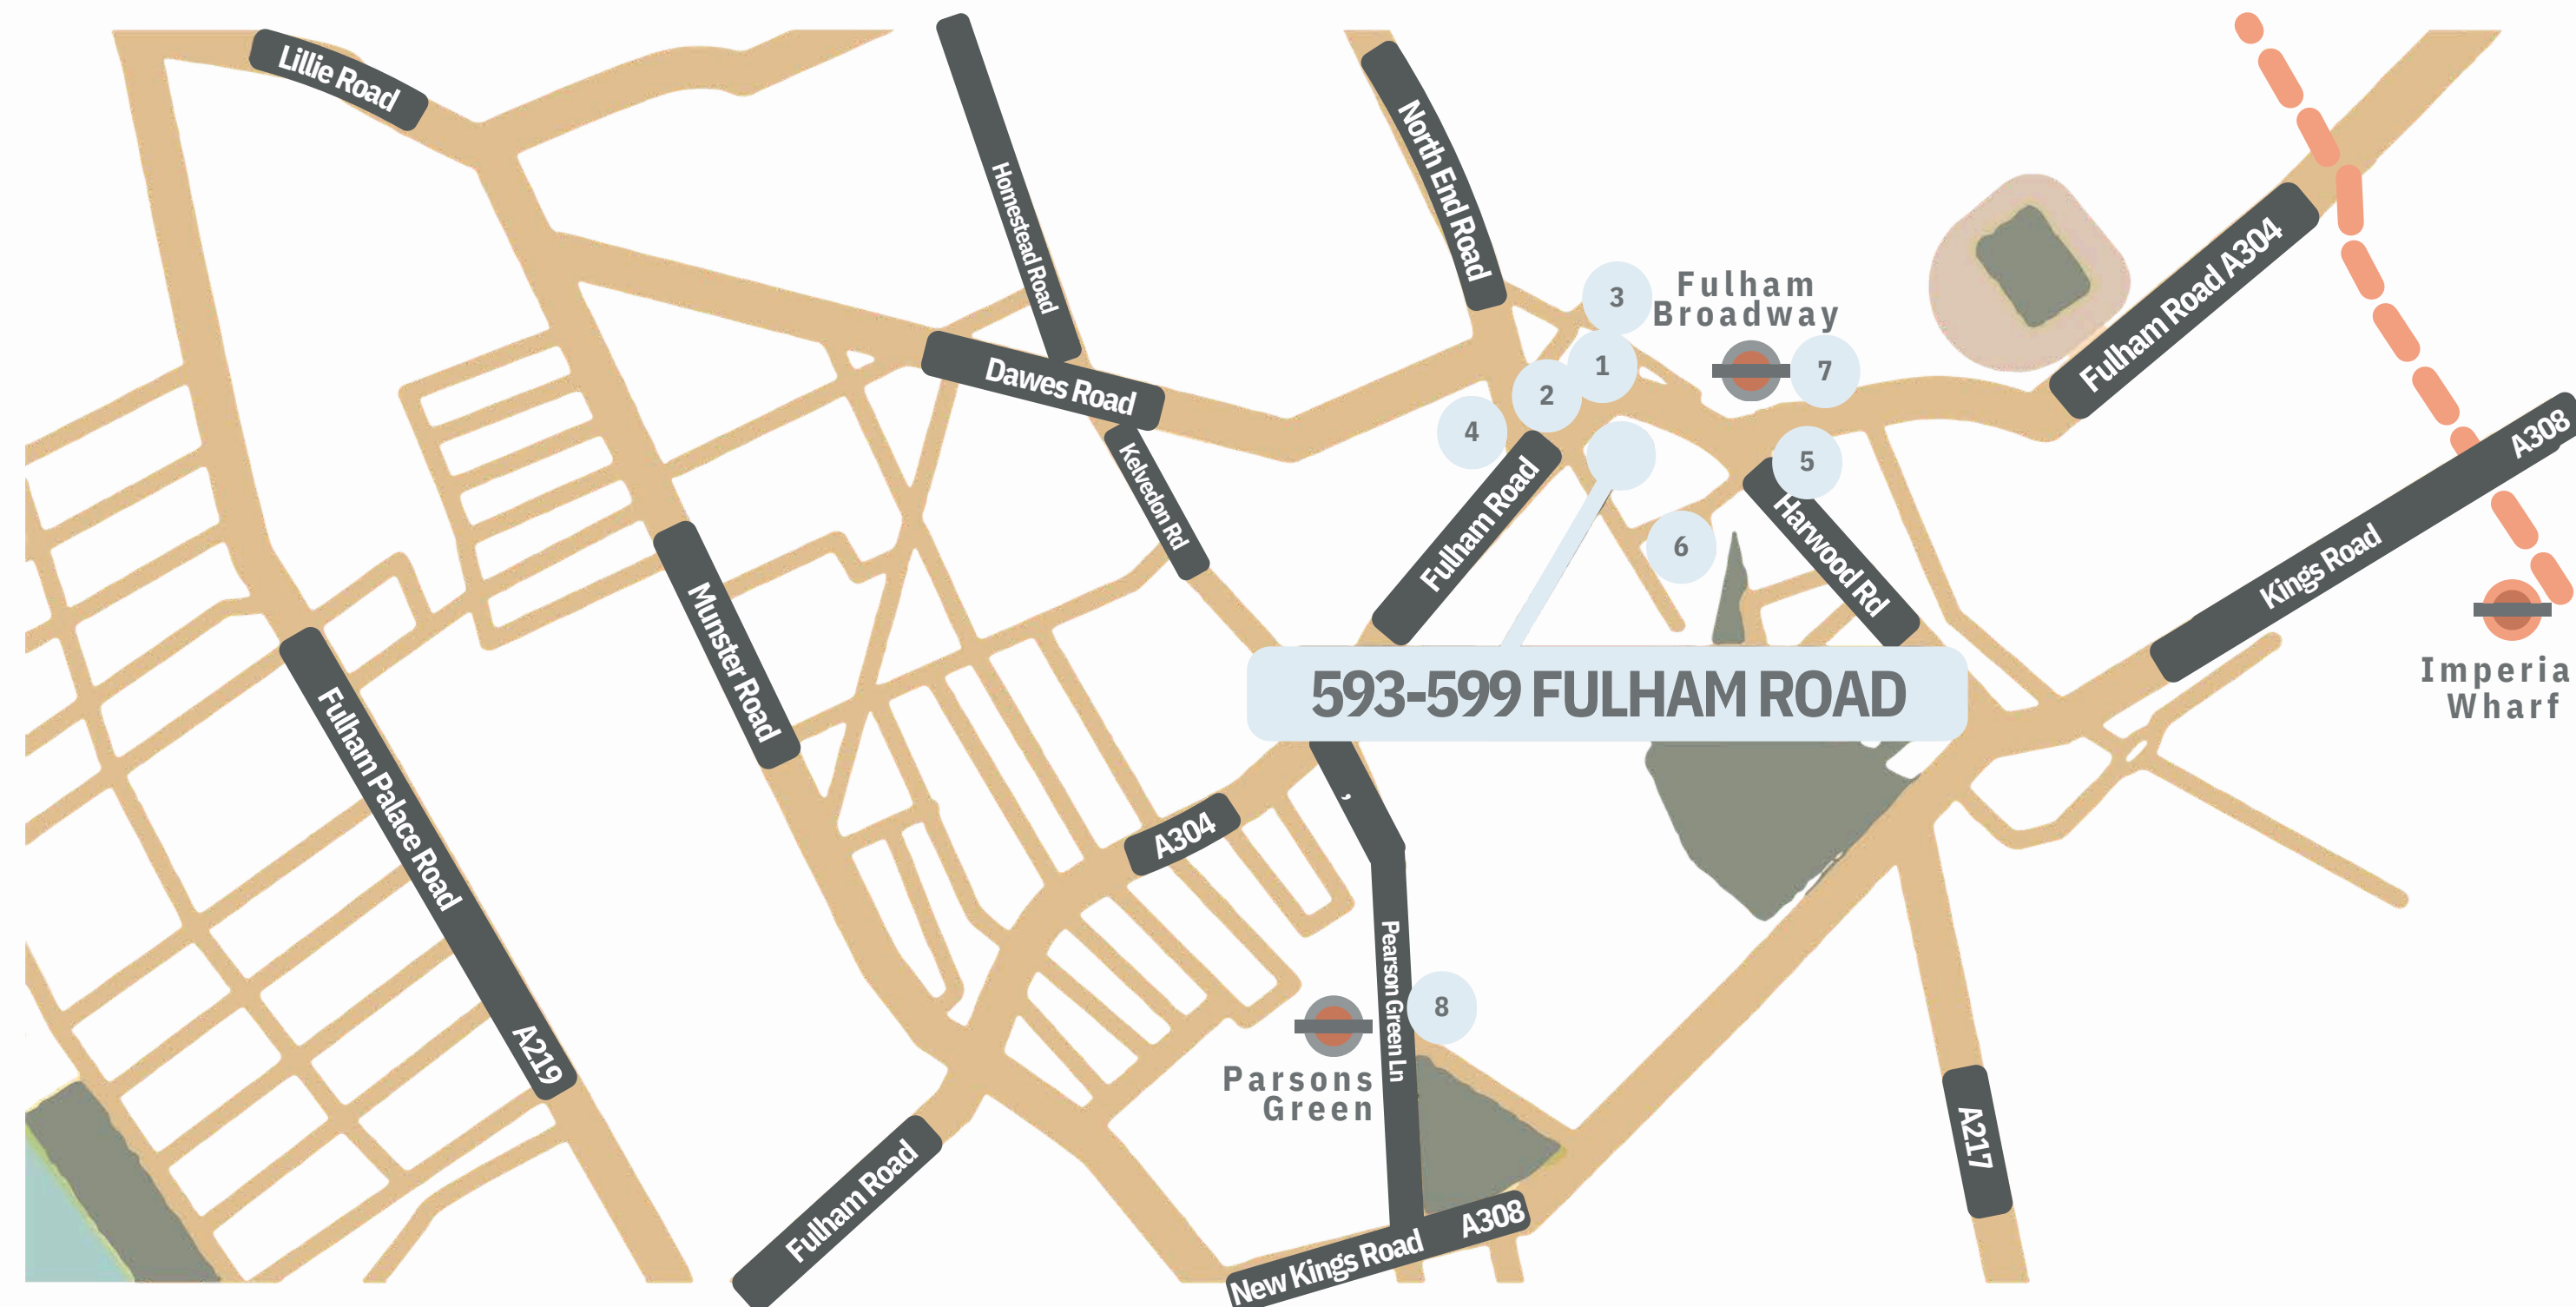 Lillie Road
Homestead Road
North End Road
3
Fulham
Broadway
Fulham Road A304
1
7
Dawes Road
2
4
5
A308
Kelvedon Rd
Fulham Road
6
Harwood Rd
Kings Road
Munster Road
Imperia
Wharf
593-599 FULHAM ROAD
Fulham Palace Road
,
A304
Pearson Green Ln
8
A219
Parsons
Green
A217
Fulham Road
New Kings Road A308